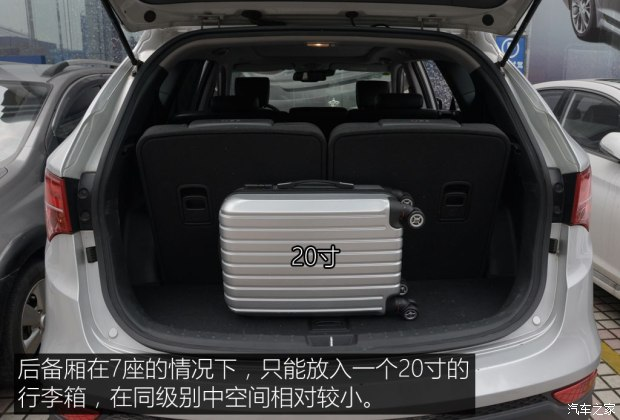 20寸
后备厢在7座的情况下，只能放入一个20寸的
行李箱，在同级别中空间相对较小。
汽车之家